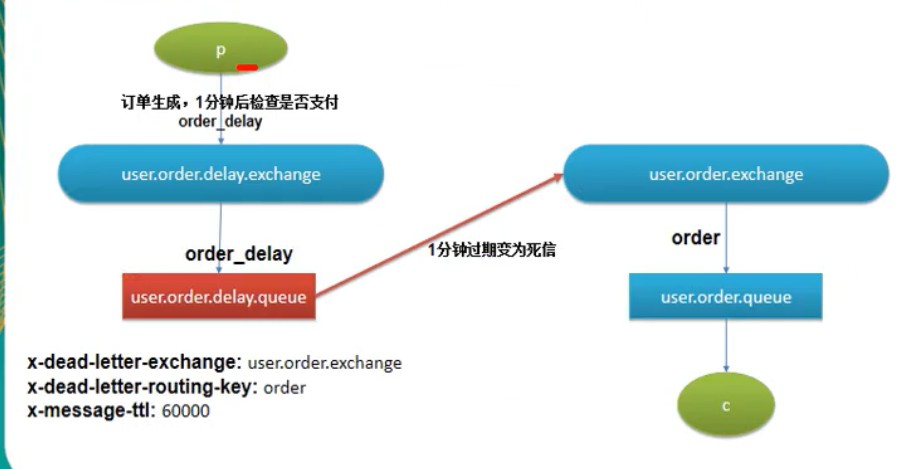 p
订单生成，1分钟后检查是否支付
order_delay
user.order.delay.exchange
user.order.exchange
order_delay
1分钟过期变为死信
order
user.order.delay.queue
user.order.queue
x-dead-letter-exchange: user.order.exchange
x-dead-letter-routing-key: order
x-message-ttl: 60000
c